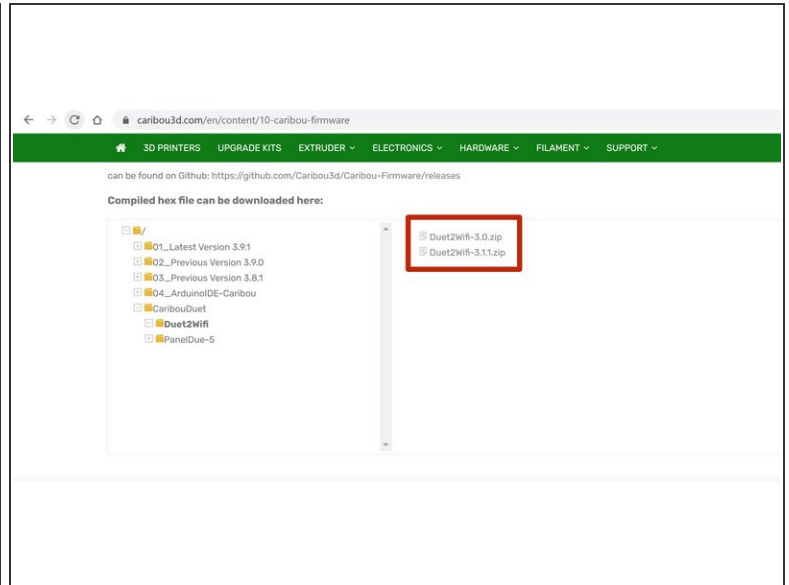 caribou3d.com/en/content/10-caribou-firmware
3D PRINTERS UPGRADE KITS EXTRUDER ELECTRONICS HARDWARE FILAMENT SUPPORT
can be found on Github: https://github.com/Caribou3d/Caribou-Firmware/releases
Compiled hex file can be downloaded here:
/
01_Latest Version 3.9.1
02_Previous Version 3.9.0
03_Previous Version 3.8.1
04_ArduinoIDE-Caribou
CaribouDuet
Duet2Wifi
PanelDue-5
Duet2Wifi-3.0.zip
Duet2Wifi-3.1.1.zip